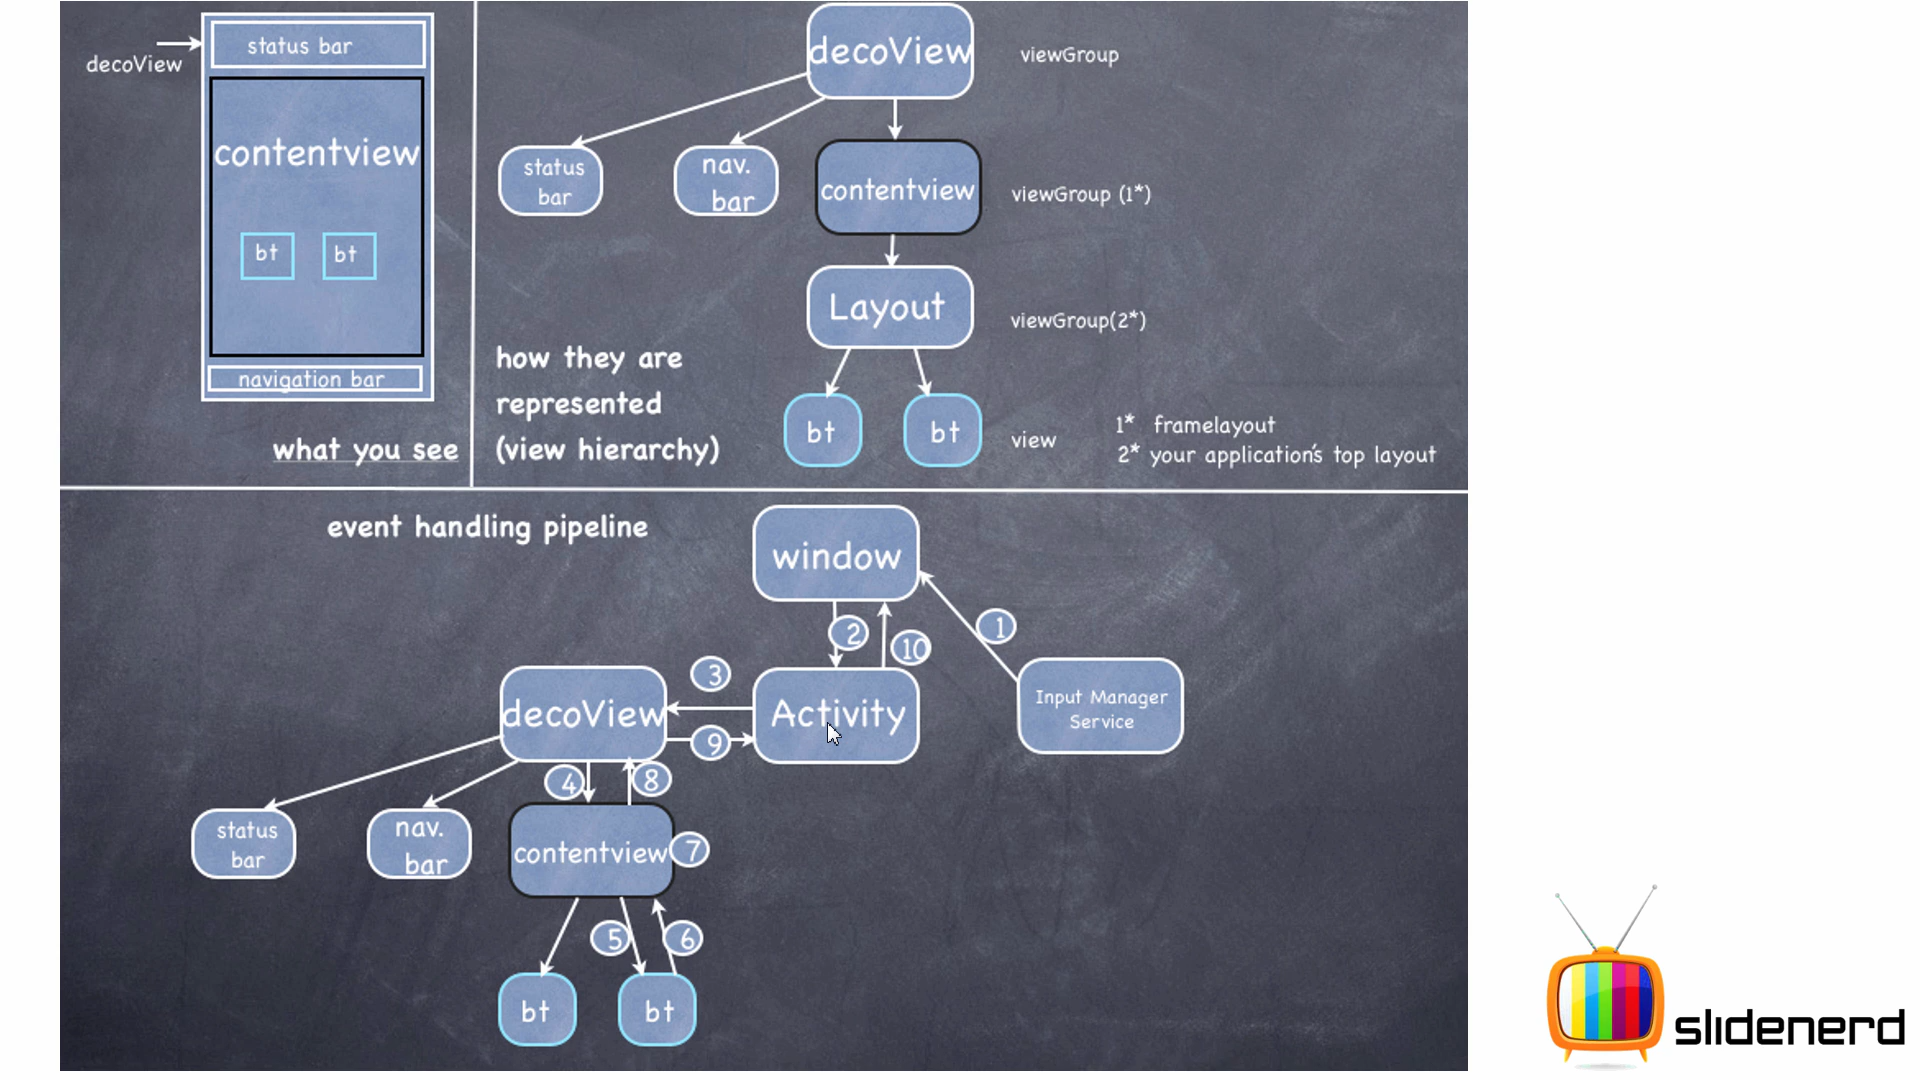 status bar
decoView
contentview
bt
bt
navigation bar
what you see
decoView
viewGroup
status
bar
nav.
bar
contentview
viewGroup (1*)
Layout
viewGroup(2*)
how they are
represented
(view hierarchy)
bt
bt
view
1* framelayout
2* your application's top layout
event handling pipeline
window
1
2
10
3
decoView
Activity
Input Manager
Service
9
4
8
status
bar
nav.
bar
contentview
7
5
6
bt
bt
slidenerd